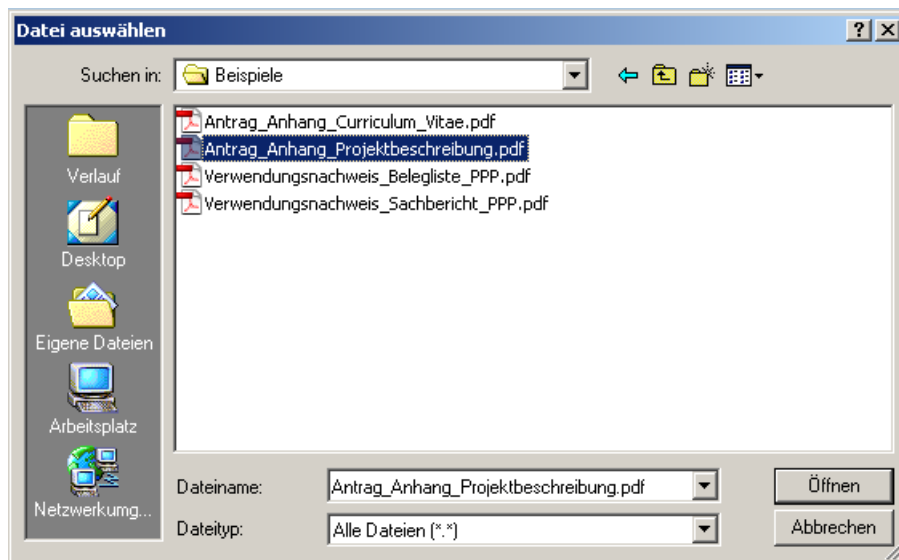 Datei auswählen
Suchen in: Beispiele
Verlauf
Desktop
Eigene Dateien
Arbeitsplatz
Netzwerkumg...
Antrag_Anhang_Curriculum_Vitae.pdf
Antrag_Anhang_Projektbeschreibung.pdf
Verwendungsnachweis_Belegliste_PPP.pdf
Verwendungsnachweis_Sachbericht_PPP.pdf
Dateiname: Antrag_Anhang_Projektbeschreibung.pdf Öffnen
Dateityp: Alle Dateien (*.*) Abbrechen